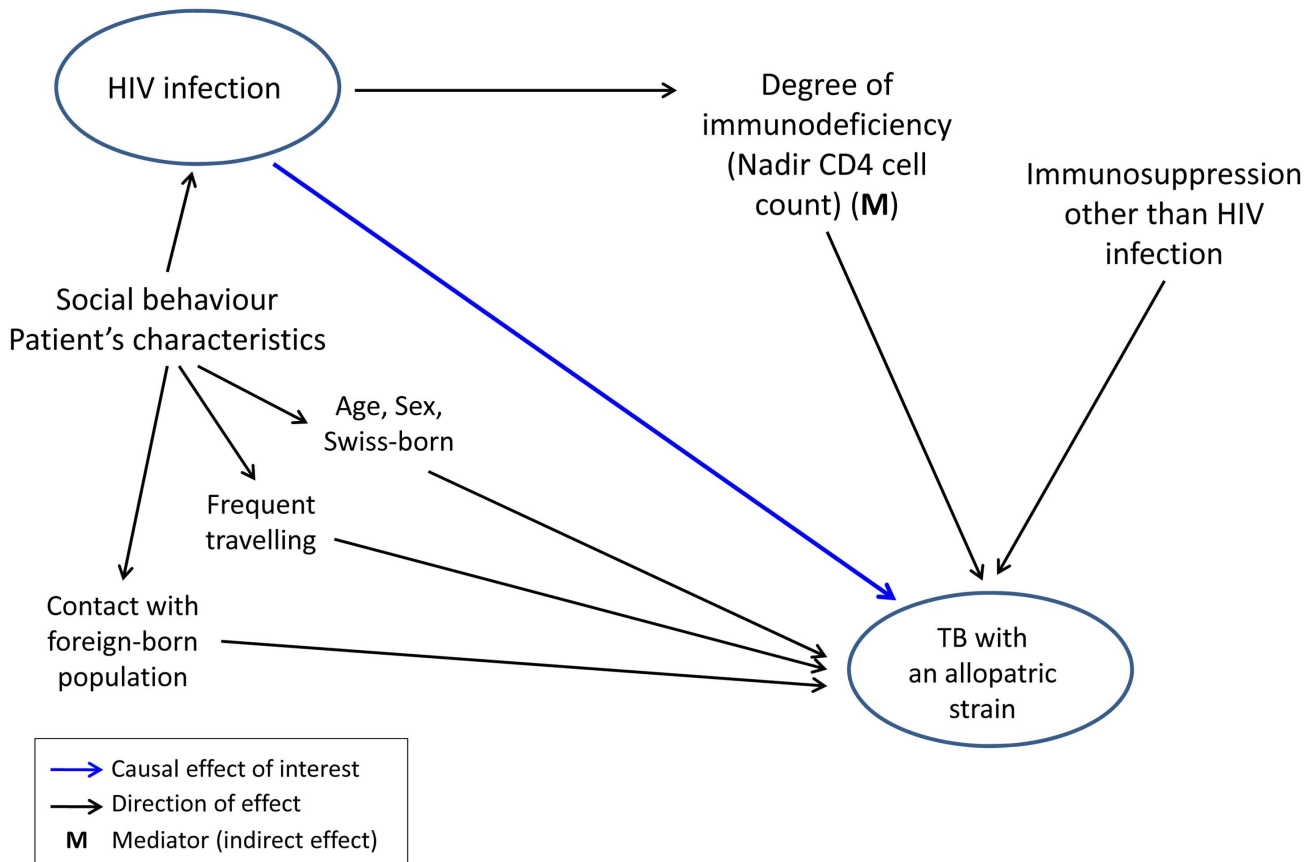 HIV infection
Degree of
immunodeficiency
(Nadir CD4 cell
count) (M)
Immunosuppression
other than HIV
infection
Social behaviour
Patient’s characteristics
Age, Sex,
Swiss-born
Frequent
travelling
Contact with
foreign-born
population
TB with
an allopatric
strain
Causal effect of interest
Direction of effect
M Mediator (indirect effect)